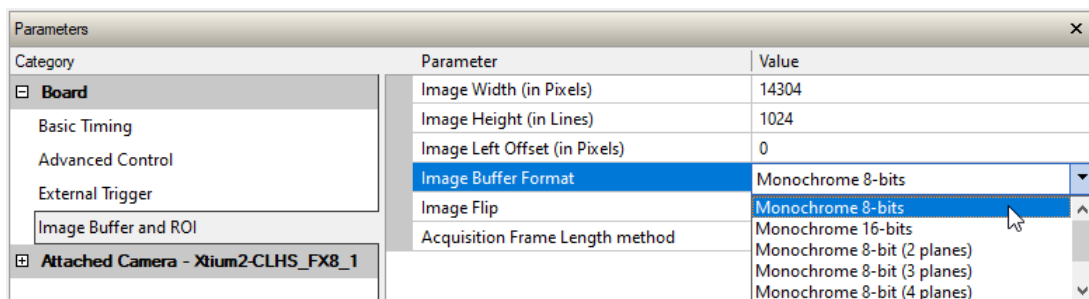 Parameters
Category Parameter Value
Board Image Width (in Pixels) 14304
Basic Timing Image Height (in Lines) 1024
Advanced Control Image Left Offset (in Pixels) 0
External Trigger Image Buffer Format Monochrome 8-bits
Image Buffer and ROI Image Flip Monochrome 8-bits
Monochrome 16-bits
Attached Camera - Xtium2-CLHS_FX8_1 Acquisition Frame Length method Monochrome 8-bit (2 planes)
Monochrome 8-bit (3 planes)
Monochrome 8-bit (4 planes)